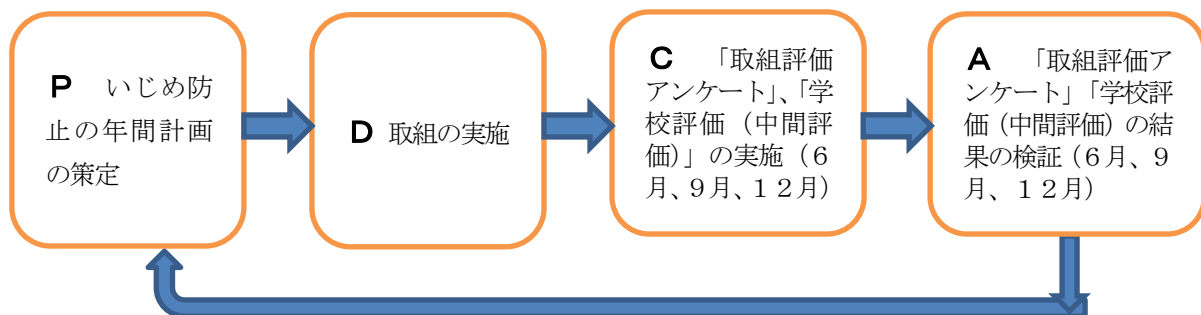 P いじめ防
止の年間計画
の策定
D 取組の実施
C 「取組評価
アンケート」、「学
校評価（中間評
価）」の実施（６
月、９月、１２月）
A 「取組評価ア
ンケート」「学校評
価（中間評価）の結
果の検証（６月、９
月、１２月）